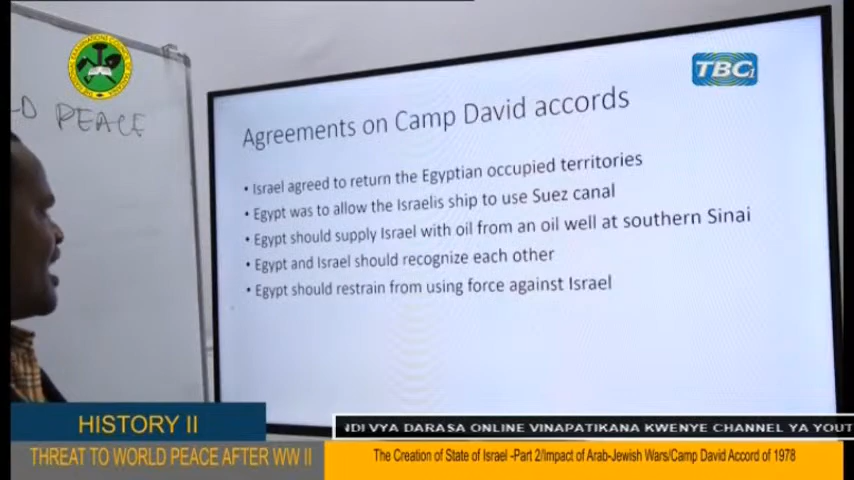 TBC1
D PEACE
Agreements on Camp David accords
• Israel agreed to return the Egyptian occupied territories
• Egypt was to allow the Israelis ship to use Suez canal
• Egypt should supply Israel with oil from an oil well at southern Sinai
• Egypt and Israel should recognize each other
• Egypt should restrain from using force against Israel
HISTORY II
THREAT TO WORLD PEACE AFTER WW II
NDI VYA DARASA ONLINE VINAPATIKANA KWENYE CHANNEL YA YOUT
The Creation of State of Israel -Part 2/Impact of Arab-Jewish Wars/Camp David Accord of 1978